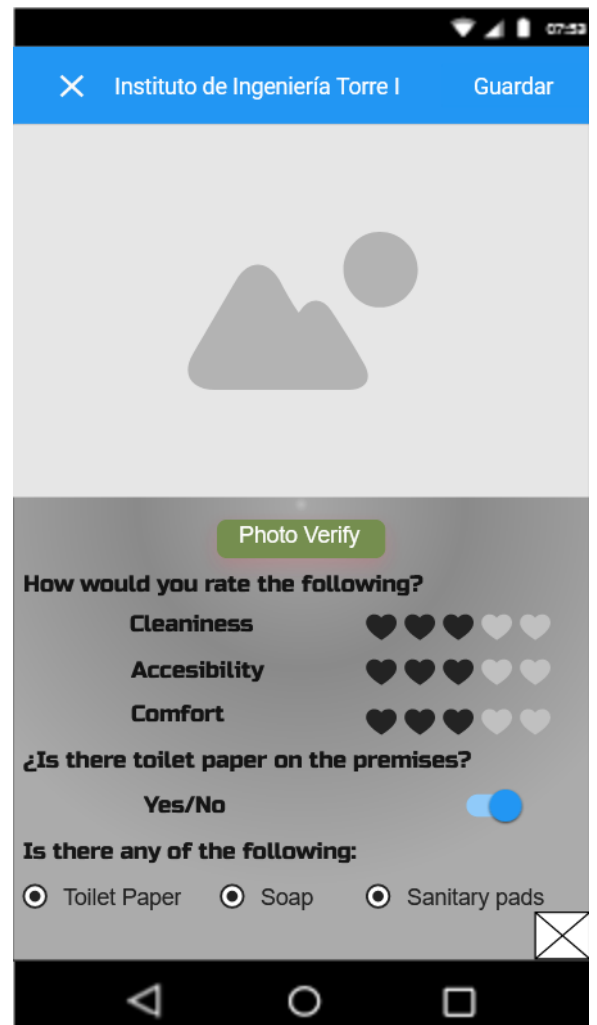 07:53
Instituto de Ingeniería Torre I Guardar
Photo Verify
How would you rate the following?
Cleaniness
Accesibility
Comfort
¿Is there toilet paper on the premises?
Yes/No
Is there any of the following:
Toilet Paper Soap Sanitary pads